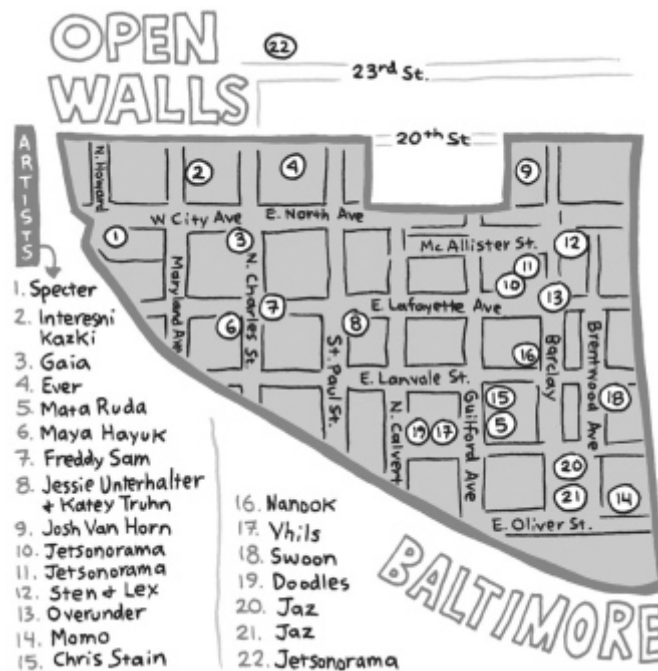 OPEN
WALLS
22
23rd St.
20th St
ARTISTS
N. Howard
2
4
9
W City Ave
E. North Ave
1
3
McAllister St.
12
11
10
Maryland Ave.
N. Charles St.
7
E. Lafayette Ave
13
6
8
St. Paul St.
16
Barclay
Brentwood Ave
E. Lanvale St.
N. Calvert
Guilford Ave
15
18
19
17
5
20
21
14
E. Oliver St.
BALTIMORE
1. Specter
2. Interesni
Kazki
3. Gaia
4. Ever
5. Mata Ruda
6. Maya Hayuk
7. Freddy Sam
8. Jessie Unterhalter
& Katey Truhn
9. Josh Van Horn
10. Jetsonorama
11. Jetsonorama
12. Sten & Lex
13. Overunder
14. Momo
15. Chris Stain
16. Nanook
17. Vhils
18. Swoon
19. Doodles
20. Jaz
21. Jaz
22. Jetsonorama